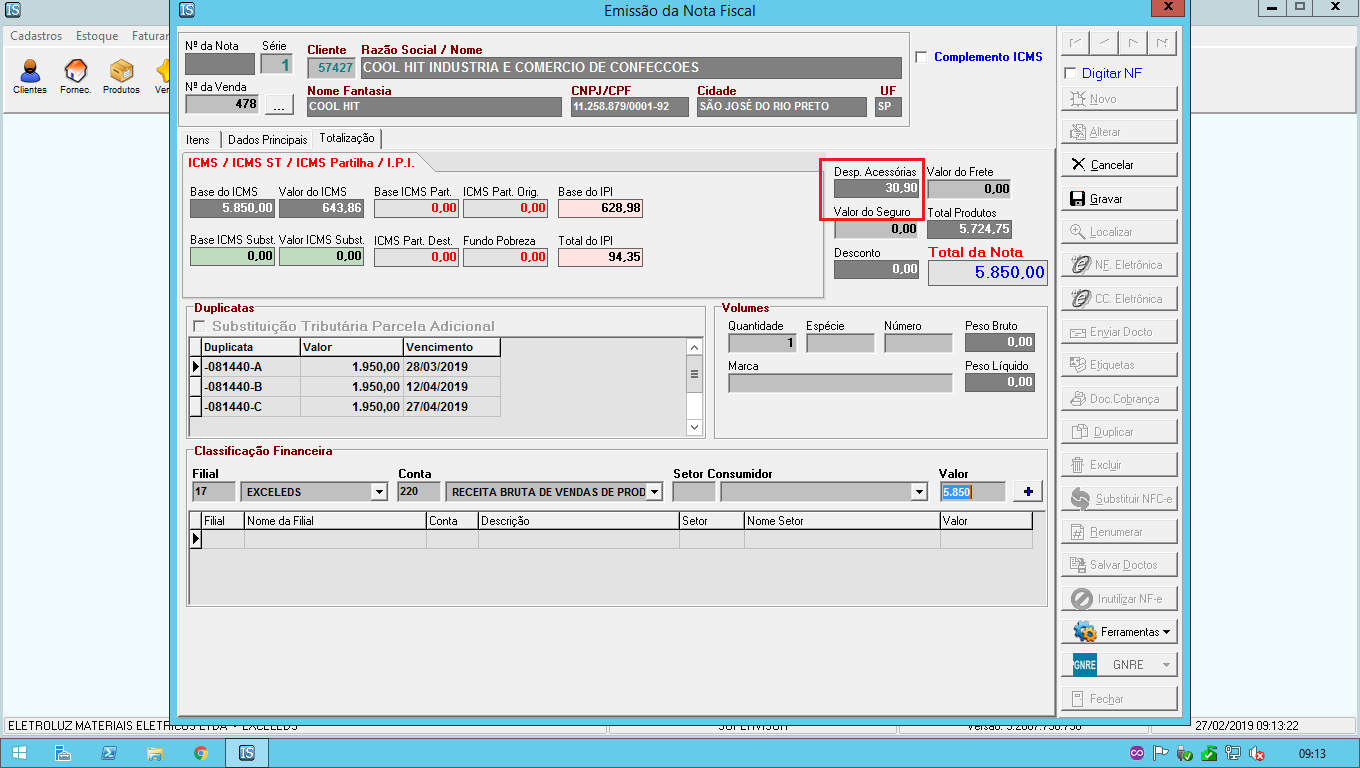 Emissão da Nota Fiscal
Cadastros Estoque Faturar
Clientes Fornec. Produtos Ver
Nº da Nota Série Cliente Razão Social / Nome
1 57427 COOL HIT INDUSTRIA E COMERCIO DE CONFECCOES
Complemento ICMS
Nº da Venda Nome Fantasia CNPJ/CPF Cidade UF
478 ... COOL HIT 11.258.879/0001-92 SÃO JOSÉ DO RIO PRETO SP
Itens Dados Principais Totalização
ICMS / ICMS ST / ICMS Partilha / I.P.I.
Base do ICMS Valor do ICMS Base ICMS Part. ICMS Part. Orig. Base do IPI
5.850,00 643,86 0,00 0,00 628,98
Base ICMS Subst. Valor ICMS Subst. ICMS Part. Dest. Fundo Pobreza Total do IPI
0,00 0,00 0,00 0,00 94,35
Desp. Acessórias Valor do Frete
30,90 0,00
Valor do Seguro Total Produtos
0,00 5.724,75
Desconto Total da Nota
0,00 5.850,00
Duplicatas
Substituição Tributária Parcela Adicional
Duplicata Valor Vencimento
-081440-A 1.950,00 28/03/2019
-081440-B 1.950,00 12/04/2019
-081440-C 1.950,00 27/04/2019
Volumes
Quantidade Espécie Número Peso Bruto
1 0,00
Marca Peso Líquido
0,00
Classificação Financeira
Filial Conta Setor Consumidor Valor
17 EXCELEDS 220 RECEITA BRUTA DE VENDAS DE PROD 5.850
Filial Nome da Filial Conta Descrição Setor Nome Setor Valor
Digitar NF
Novo
Alterar
Cancelar
Gravar
Localizar
NF. Eletrônica
CC. Eletrônica
Enviar Docto
Etiquetas
Doc.Cobrança
Duplicar
Excluir
Substituir NFC-e
Renumerar
Salvar Doctos
Inutilizar NF-e
Ferramentas
GNRE GNRE
Fechar
ELETROLUZ MATERIAIS ELETRICOS LTDA - EXCELEDS 27/02/2019 09:13:22
09:13